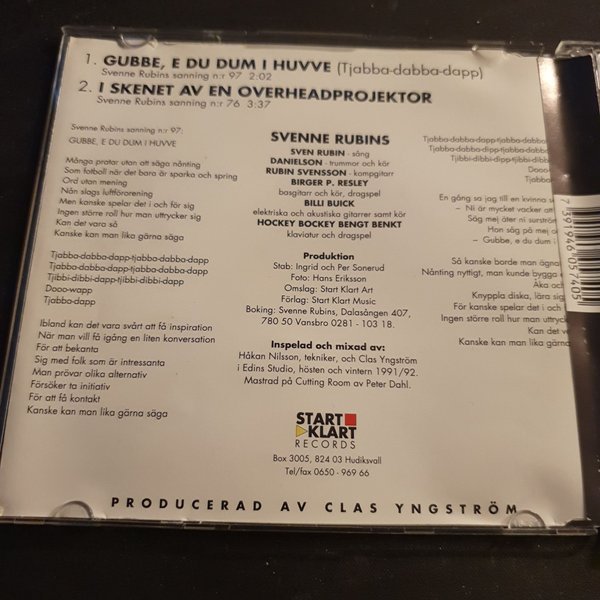 1. GUBBE, E DU DUM I HUVVE (Tjabba-dabba-dapp)
Svenne Rubins sanning n:r 97 2:02
2. I SKENET AV EN OVERHEADPROJEKTOR
Svenne Rubins sanning n:r 76 3:37
Svenne Rubins sanning n:r 97:
GUBBE, E DU DUM I HUVVE
Många pratar utan att säga nånting
Som fotboll när det bara är sparka och spring
Ord utan mening
Nån slags luftförorening
Men kanske spelar det i och för sig
Ingen större roll hur man uttrycker sig
Kan det vara så
Kanske kan man lika gärna säga
Tjabba-dabba-dapp-tjabba-dabba-dapp
Tjabba-dabba-dapp-tjabba-dabba-dapp
Tjibbi-dibbi-dapp-tjibbi-dibbi-dapp
Dooo-wapp
Tjabba-dapp
Ibland kan det vara svårt att få inspiration
När man vill få igång en liten konversation
För att bekanta
Sig med folk som är intressanta
Man prövar olika alternativ
Försöker ta initiativ
För att få kontakt
Kanske kan man lika gärna säga
SVENNE RUBINS
SVEN RUBIN - sång
DANIELSON - trummor och kör
RUBIN SVENSSON - kompgitarr
BIRGER P. RESLEY -
basgitarr och kör, dragspel
BILLI BUICK -
elektriska och akustiska gitarrer samt kör
HOCKEY BOCKEY BENGT BENKT -
klaviatur och dragspel
Produktion
Stab: Ingrid och Per Sonerud
Foto: Hans Eriksson
Omslag: Start Klart Art
Förlag: Start Klart Music
Boking: Svenne Rubins, Dalasången 407,
780 50 Vansbro 0281 - 103 18.
Inspelad och mixad av:
Håkan Nilsson, tekniker, och Clas Yngström
i Edins Studio, hösten och vintern 1991/92.
Mastrad på Cutting Room av Peter Dahl.
START
KLART
RECORDS
Box 3005, 824 03 Hudiksvall
Tel/fax 0650 - 969 66
Tjabba-dabba-dapp-tjabba-dabba
Tjabba-dabba-dipp-tjabba-dabba
Tjibbi-dibbi-dipp-tjibbi-dibbi
Dooo-
Tjabba
En gång sa jag till en kvinna
– Ni är mycket vacker att
Säg mej äter ni surström
Hon såg på mej
– Gubbe, e du dum i
Så kanske borde man ägna
Nånting nyttigt, man kunde bygga
Aka
Knyppla diska, lära sig
För kanske spelar det i och
Ingen större roll hur man uttrycker
Kan det
Kanske kan man lika gärna
7 391946 057405
PRODUCERAD AV CLAS YNGSTRÖM